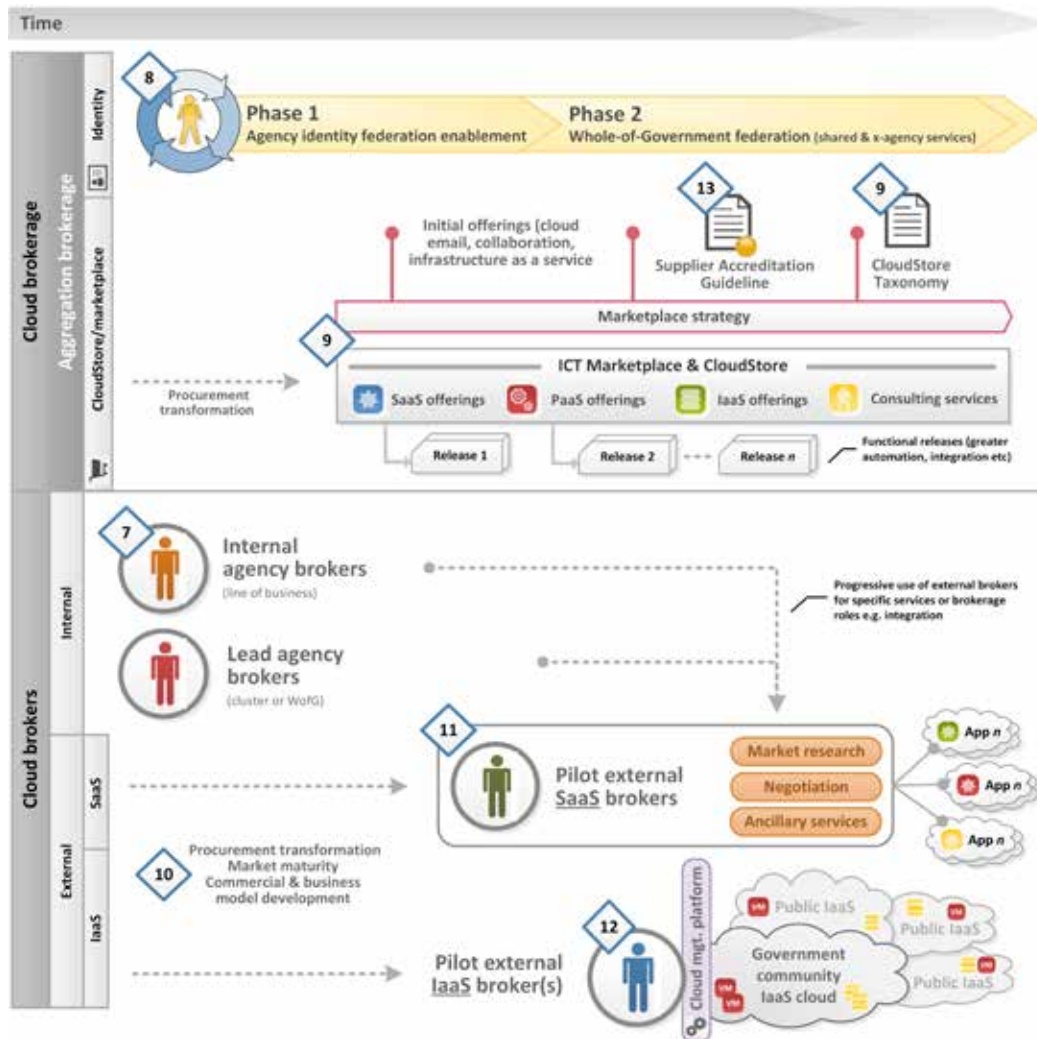 Time
Cloud brokerage
Aggregation brokerage
Identity
CloudStore/marketplace
8
Phase 1
Agency identity federation enablement
Phase 2
Whole-of-Government federation (shared & x-agency services)
Initial offerings (cloud
email, collaboration,
infrastructure as a service
13
Supplier Accreditation
Guideline
9
CloudStore
Taxonomy
Marketplace strategy
9
ICT Marketplace & CloudStore
SaaS offerings
PaaS offerings
IaaS offerings
Consulting services
Procurement
transformation
Release 1
Release 2
Release n
Functional releases (greater
automation, integration etc)
Cloud brokers
Internal
External
SaaS
IaaS
7
Internal
agency brokers
(line of business)
Lead agency
brokers
(cluster or WofG)
Progressive use of external brokers
for specific services or brokerage
roles e.g. integration
11
Pilot external
SaaS brokers
Market research
Negotiation
Ancillary services
App n
App n
App n
10
Procurement transformation
Market maturity
Commercial & business
model development
12
Pilot external
IaaS broker(s)
Cloud mgt. platform
VM
Public IaaS
VM
Public IaaS
VM
Public IaaS
Government
community
IaaS cloud
VM
VM